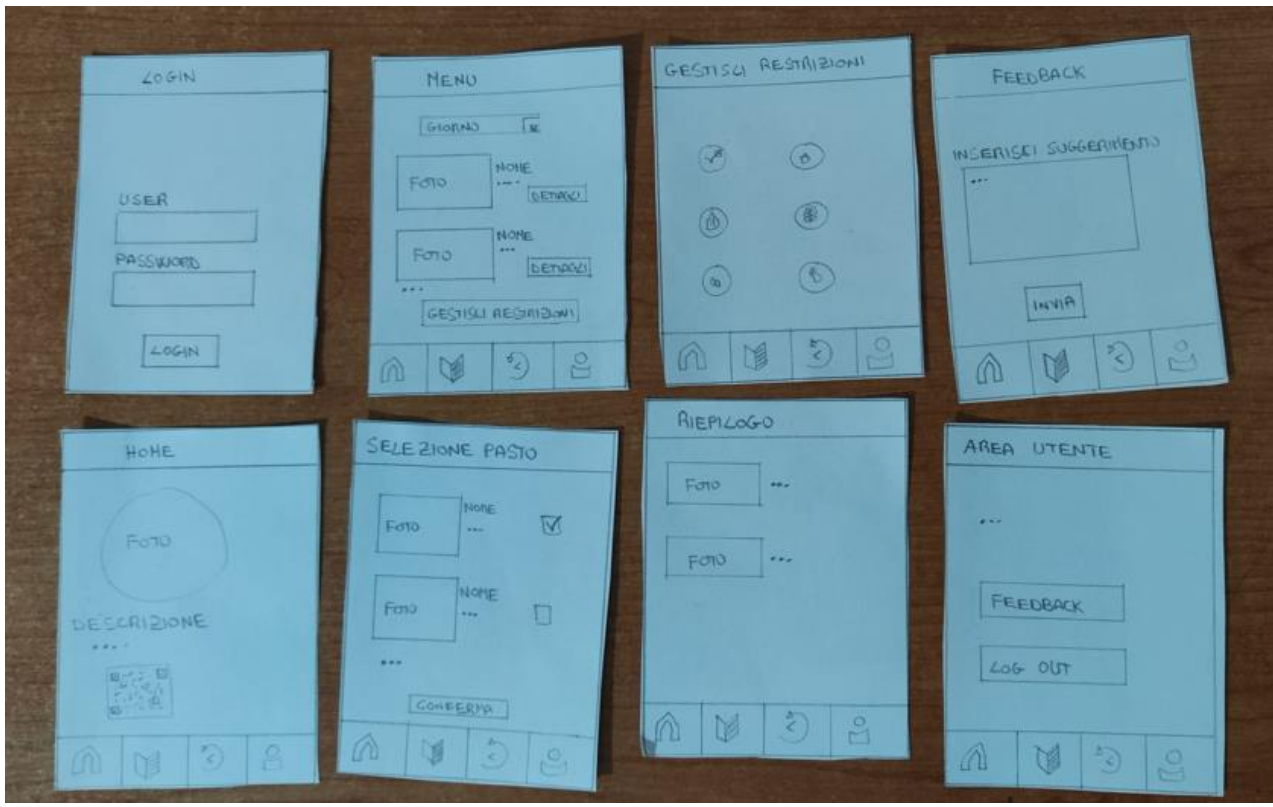 LOGIN
USER
PASSWORD
LOGIN
MENU
GIORNO
FOTO
NOME
....
DETTAGLI
FOTO
NOME
...
DETTAGLI
...
GESTISCI RESTRIZIONI
GESTISCI RESTRIZIONI
FEEDBACK
INSERISCI SUGGERIMENTO
...
INVIA
HOME
FOTO
DESCRIZIONE
....
SELEZIONE PASTO
FOTO
NOME
...
FOTO
NOME
...
...
CONFERMA
RIEPILOGO
FOTO ...
FOTO ...
AREA UTENTE
...
FEEDBACK
LOG OUT